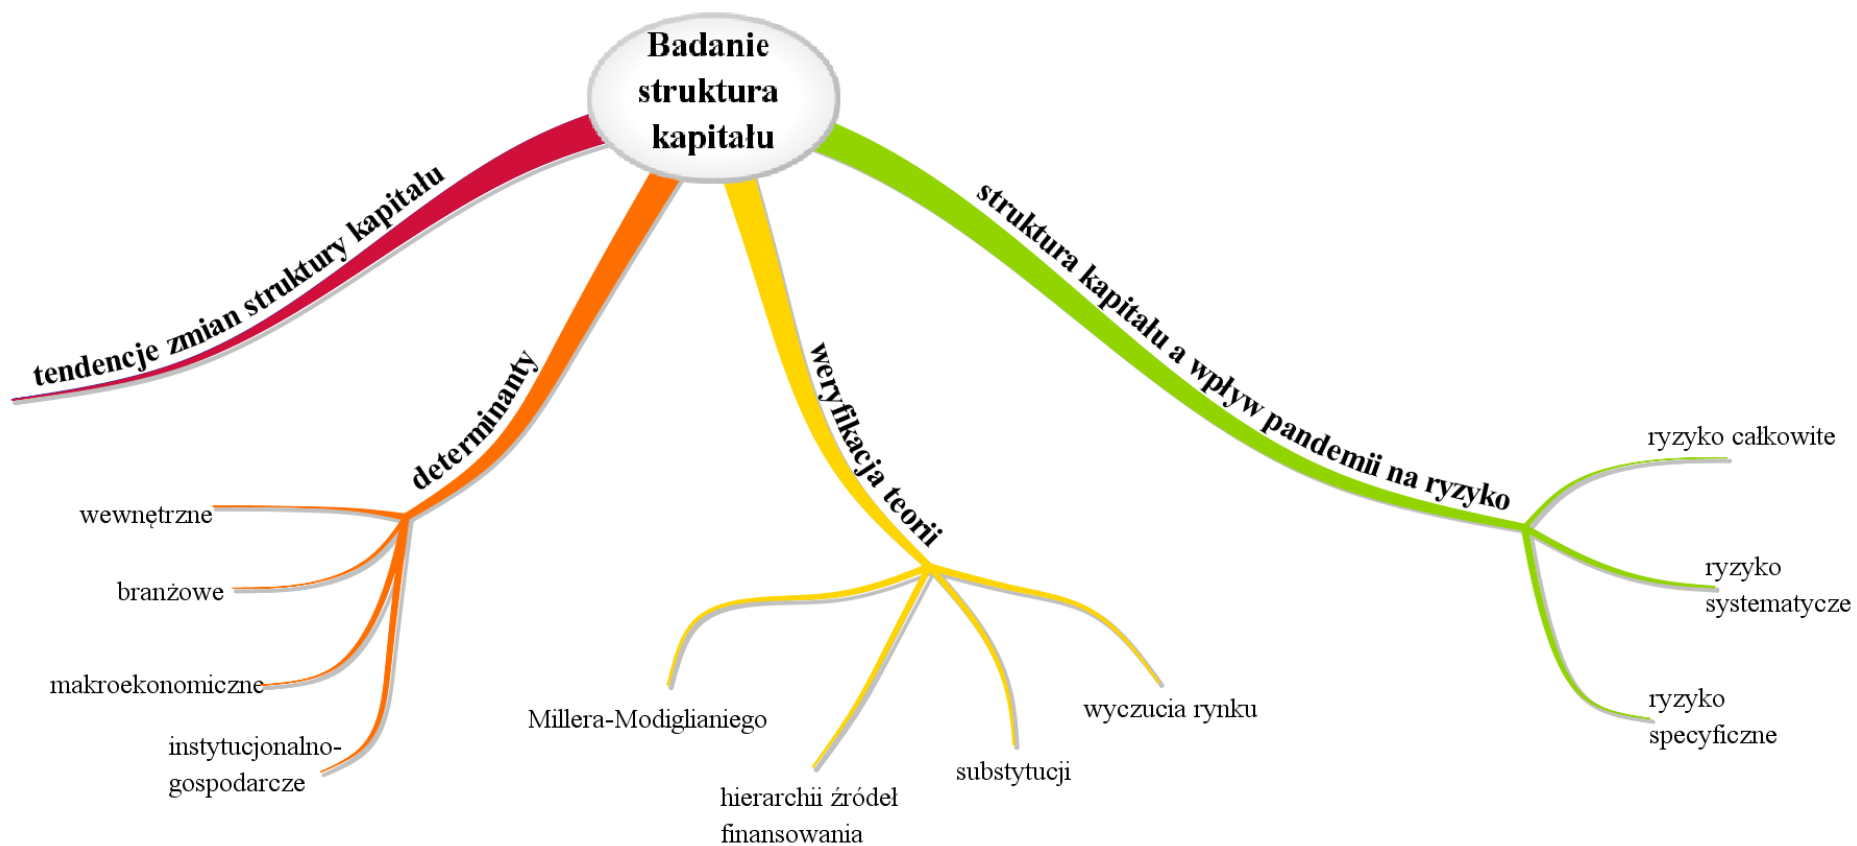 Badanie
struktura
kapitału
tendencje zmian struktury kapitału
determinanty
wewnętrzne
branżowe
makroekonomiczne
instytucjonalno-
gospodarcze
weryfikacja teorii
Millera-Modiglianiego
hierarchii źródeł
finansowania
substytucji
wyczucia rynku
struktura kapitału a wpływ pandemii na ryzyko
ryzyko całkowite
ryzyko
systematycze
ryzyko
specyficzne